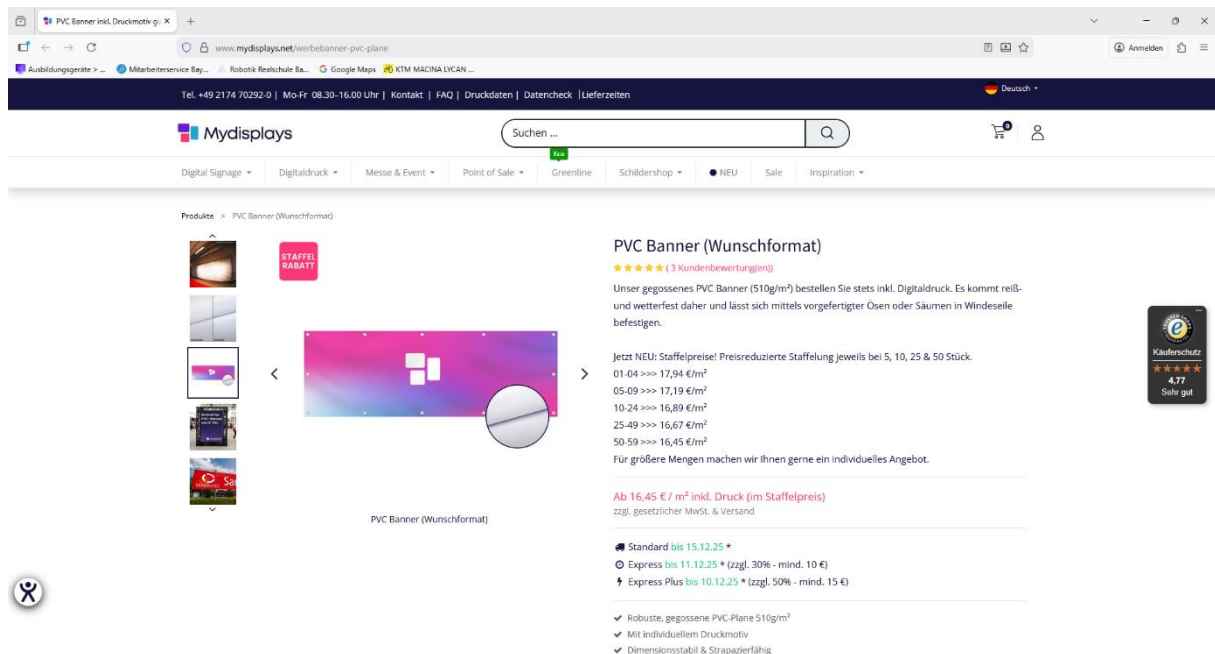 PVC Banner inkl. Druckmotiv gü
www.mydisplays.net/werbebanner-pvc-plane
Anmelden
Ausbildungsgeräte > ...
Mitarbeiterservice Bay...
Robotik Realschule Ba...
Google Maps
KTM MACINA LYCAN ...
Tel. +49 2174 70292-0 | Mo-Fr 08.30–16.00 Uhr | Kontakt | FAQ | Druckdaten | Datencheck |Lieferzeiten
Deutsch
Mydisplays
Suchen ...
0
Eco
Digital Signage
Digitaldruck
Messe & Event
Point of Sale
Greenline
Schildershop
NEU
Sale
Inspiration
Produkte > PVC Banner (Wunschformat)
STAFFEL
RABATT
PVC Banner (Wunschformat)
PVC Banner (Wunschformat)
( 3 Kundenbewertung(en))
Unser gegossenes PVC Banner (510g/m²) bestellen Sie stets inkl. Digitaldruck. Es kommt reiß-
und wetterfest daher und lässt sich mittels vorgefertigter Ösen oder Säumen in Windeseile
befestigen.
Jetzt NEU: Staffelpreise! Preisreduzierte Staffelung jeweils bei 5, 10, 25 & 50 Stück.
01-04 >>> 17,94 €/m²
05-09 >>> 17,19 €/m²
10-24 >>> 16,89 €/m²
25-49 >>> 16,67 €/m²
50-59 >>> 16,45 €/m²
Für größere Mengen machen wir Ihnen gerne ein individuelles Angebot.
Ab 16,45 € / m² inkl. Druck (im Staffelpreis)
zzgl. gesetzlicher MwSt. & Versand
Standard bis 15.12.25 *
Express bis 11.12.25 * (zzgl. 30% - mind. 10 €)
Express Plus bis 10.12.25 * (zzgl. 50% - mind. 15 €)
Robuste, gegossene PVC-Plane 510g/m²
Mit individuellem Druckmotiv
Dimensionsstabil & Strapazierfähig
Käuferschutz
4,77
Sehr gut